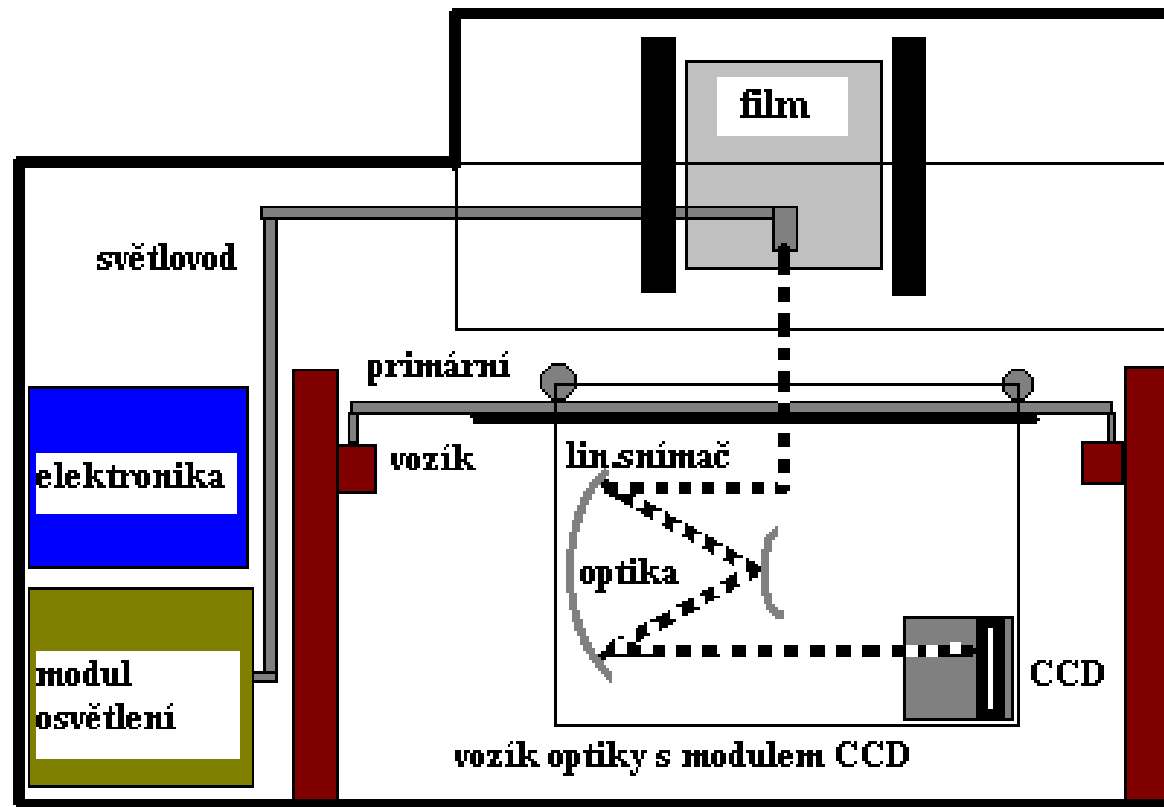 film
světlovod
primární
vozík
lin.snímač
elektronika
optika
modul
osvětlení
CCD
vozík optiky s modulem CCD